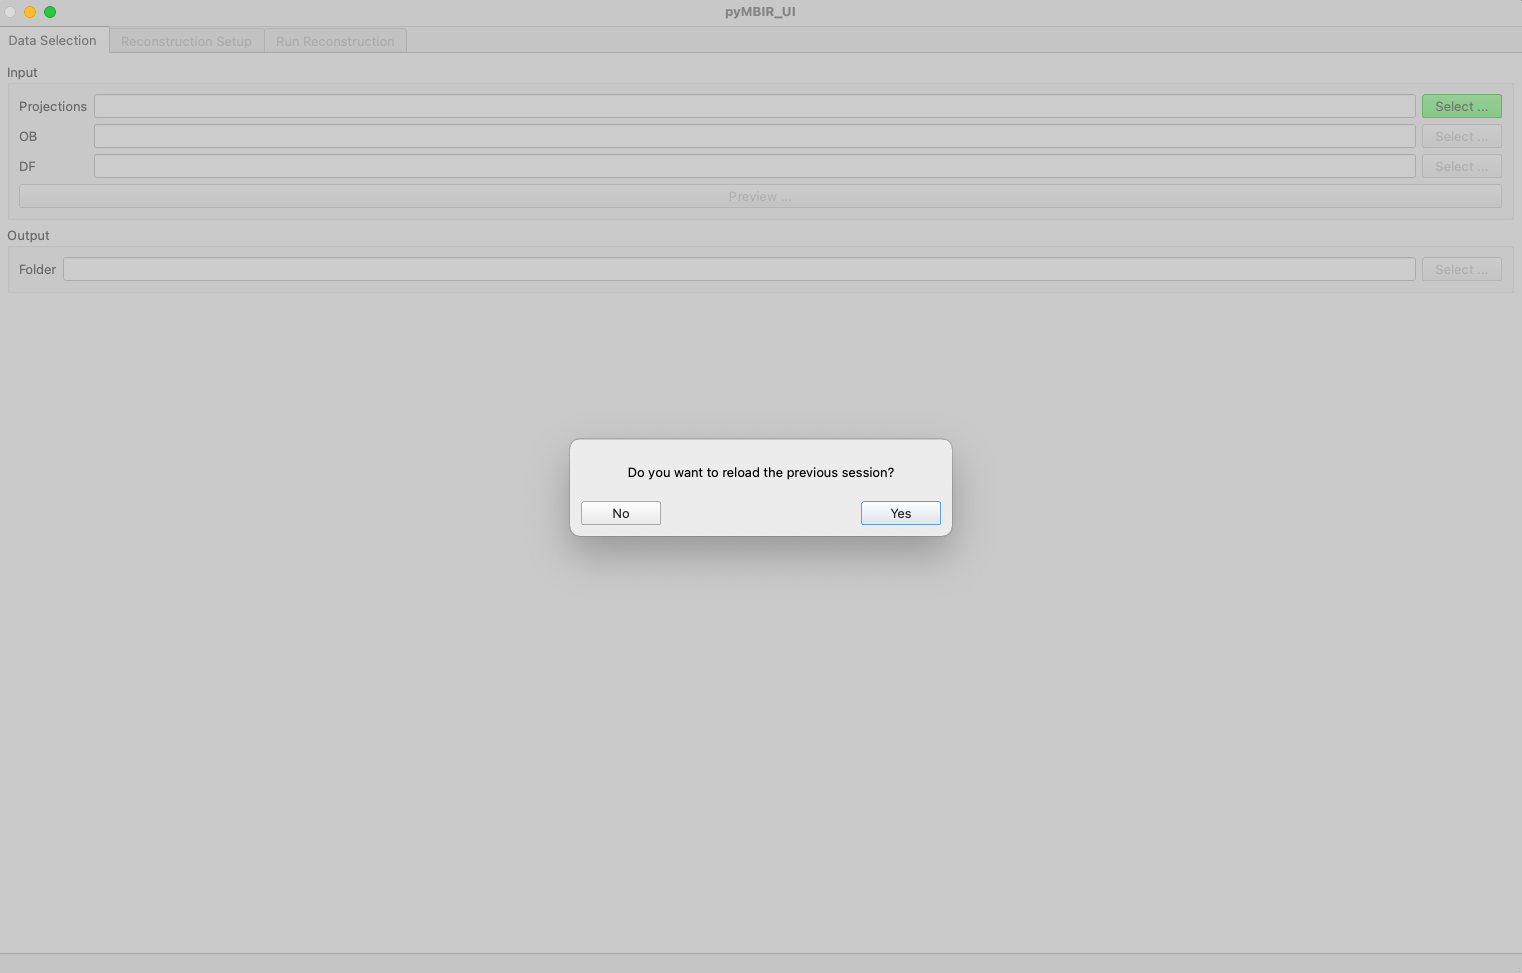 pyMBIR_UI
Data Selection Reconstruction Setup Run Reconstruction
Input
Projections Select ...
OB Select ...
DF Select ...
Preview ...
Output
Folder Select ...
Do you want to reload the previous session?
No Yes